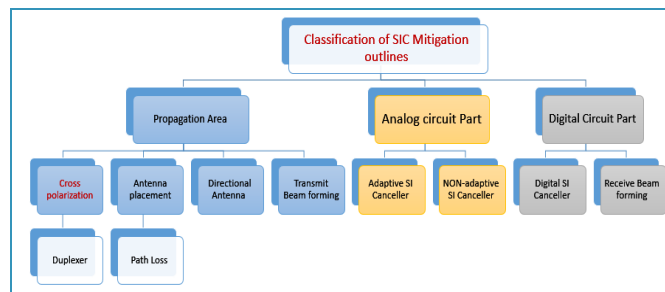 Classification of SIC Mitigation
outlines
Propagation Area
Analog circuit Part
Digital Circuit Part
Cross
polarization
Antenna
placement
Directional
Antenna
Transmit
Beam forming
Adaptive SI
Canceller
NON-adaptive
SI Canceller
Digital SI
Canceller
Receive Beam
forming
Duplexer
Path Loss